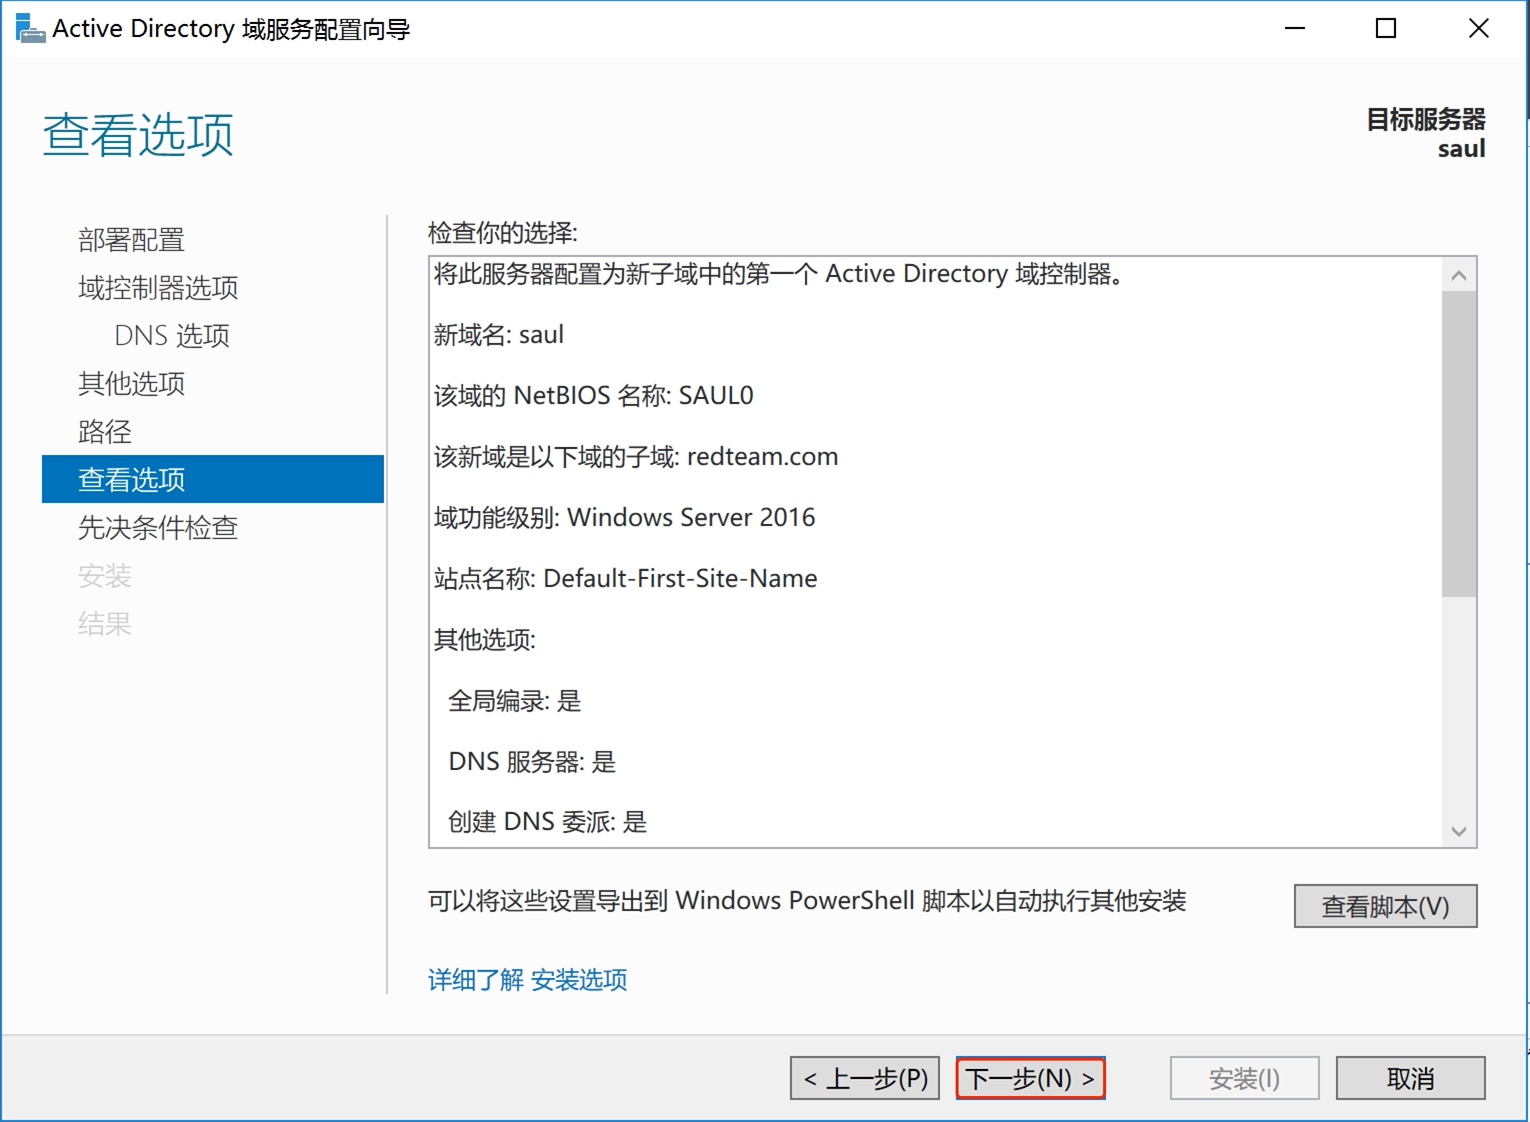 Active Directory 域服务配置向导
查看选项
目标服务器
saul
部署配置
域控制器选项
DNS 选项
其他选项
路径
查看选项
先决条件检查
安装
结果
检查你的选择:
将此服务器配置为新子域中的第一个 Active Directory 域控制器。
新域名: saul
该域的 NetBIOS 名称: SAUL0
该新域是以下域的子域: redteam.com
域功能级别: Windows Server 2016
站点名称: Default-First-Site-Name
其他选项:
全局编录: 是
DNS 服务器: 是
创建 DNS 委派: 是
可以将这些设置导出到 Windows PowerShell 脚本以自动执行其他安装
查看脚本(V)
详细了解 安装选项
< 上一步(P)
下一步(N) >
安装(I)
取消